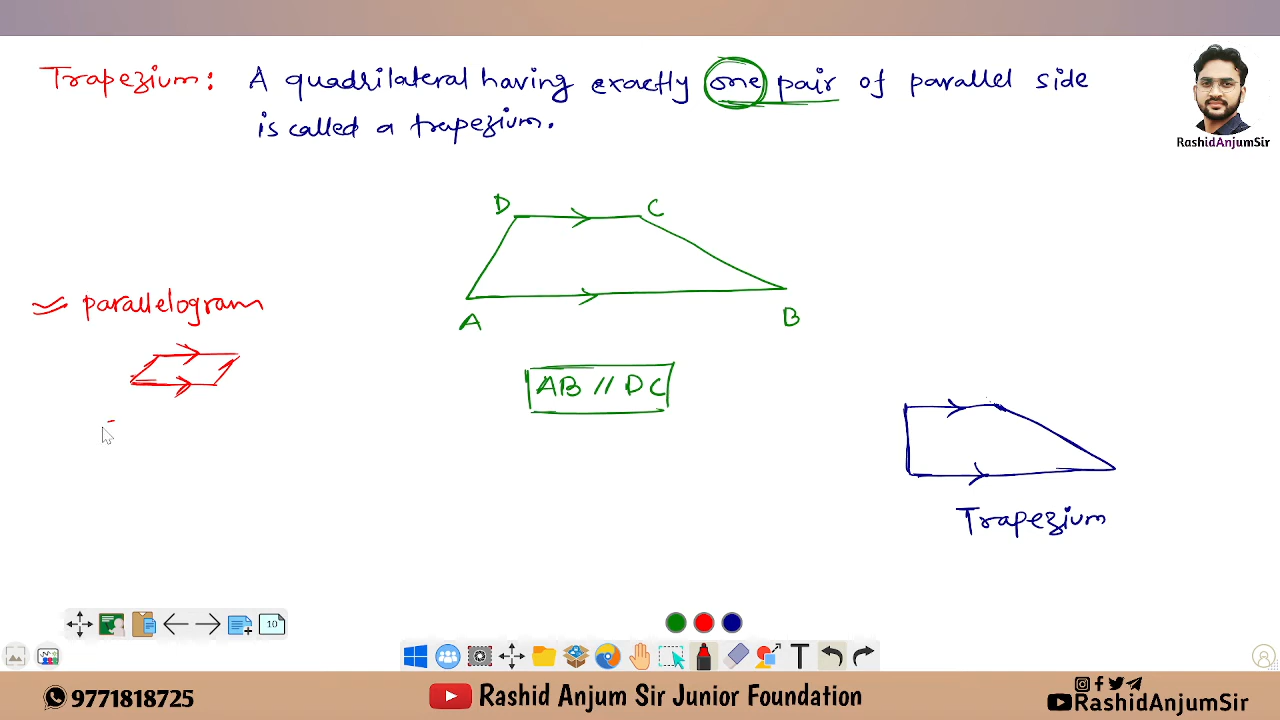 Trapezium: A quadrilateral having exactly one pair of parallel side
is called a trapezium.
RashidAnjumSir
D C
parallelogram
A B
AB // DC
Trapezium
10
T
9771818725
Rashid Anjum Sir Junior Foundation
RashidAnjumSir